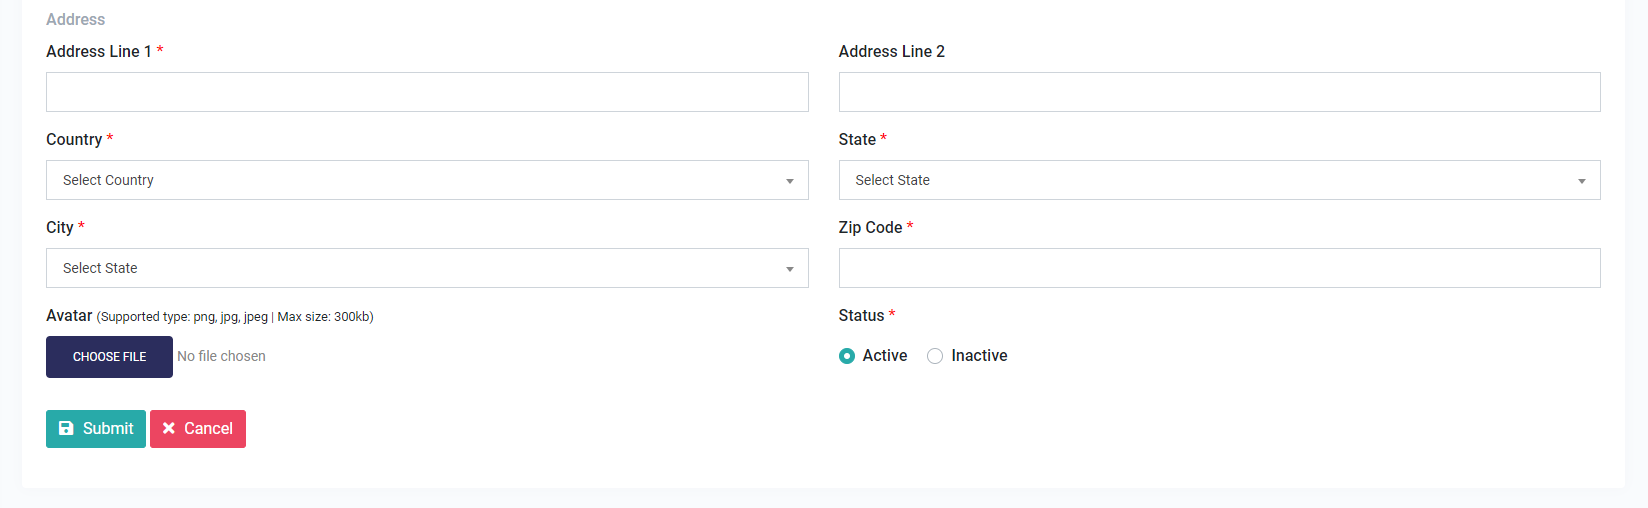 Address
Address Line 1 *
Address Line 2
Country *
State *
Select Country
Select State
City *
Zip Code *
Select State
Avatar (Supported type: png, jpg, jpeg | Max size: 300kb)
Status *
CHOOSE FILE No file chosen
Active Inactive
Submit Cancel